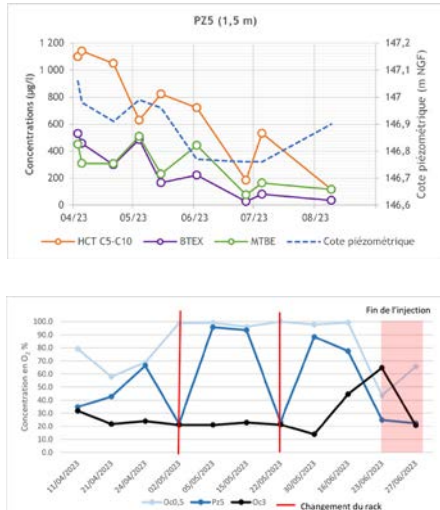 PZ5 (1,5 m)
Concentrations (µg/l)
1 200
1 000
800
600
400
200
0
147,2
147,1
147
146,9
146,8
146,7
146,6
Cote piézométrique (m NGF)
04/23 05/23 06/23 07/23 08/23
HCT C5-C10 BTEX MTBE Cote piézométrique
Fin de l'injection
Concentration en O₂ %
100.0
90.0
80.0
70.0
60.0
50.0
40.0
30.0
20.0
10.0
0.0
11/04/2023 21/04/2023 24/04/2023 02/05/2023 05/05/2023 15/05/2023 22/05/2023 30/05/2023 16/06/2023 23/06/2023 27/06/2023
Oc0,5 Pz5 Oc3 Changement du rack